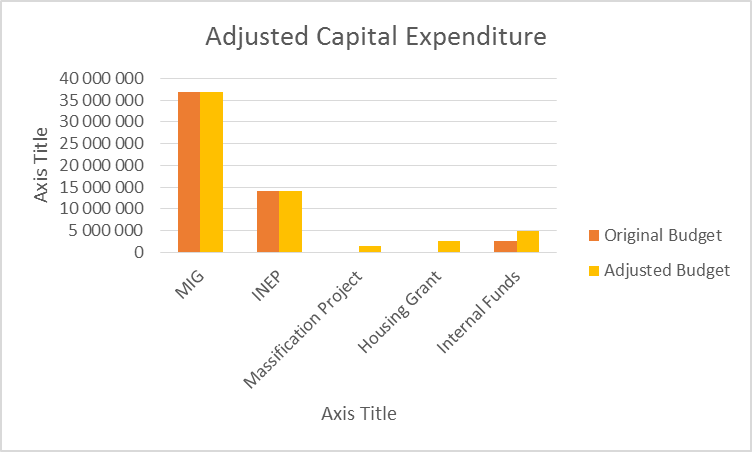 Adjusted Capital Expenditure
40 000 000
35 000 000
30 000 000
25 000 000
20 000 000
15 000 000
10 000 000
5 000 000
0
Axis Title
MIG
INEP
Massification Project
Housing Grant
Internal Funds
Axis Title
Original Budget
Adjusted Budget